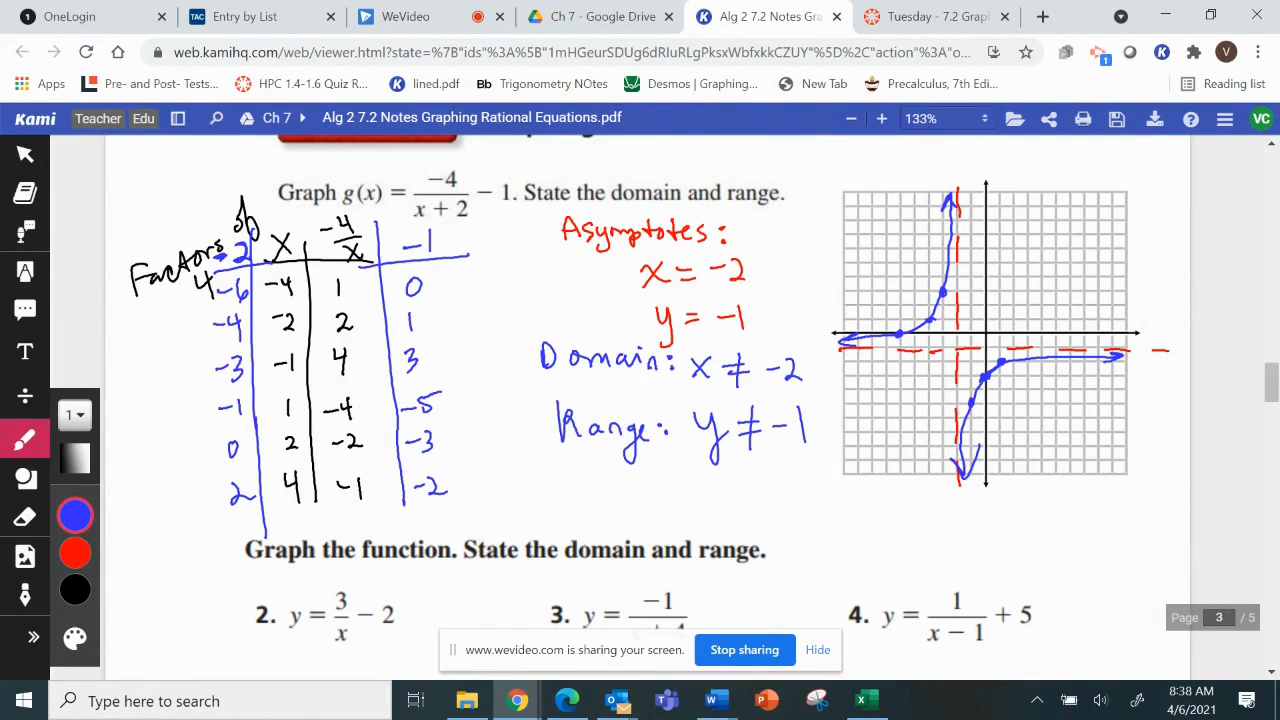 OneLogin
Entry by List
WeVideo
Ch 7 - Google Drive
Alg 2 7.2 Notes Gra
Tuesday - 7.2 Grap
web.kamihq.com/web/viewer.html?state=%7B"ids"%3A%5B"1mHGeurSDUg6dRIuRLgPksxWbfxkkCZUY"%5D%2C"action"%3A"o...
Apps
Pre- and Post-Tests...
HPC 1.4-1.6 Quiz R...
lined.pdf
Bb Trigonometry NOtes
Desmos | Graphing...
New Tab
Precalculus, 7th Edi...
Reading list
Kami
Teacher
Edu
Ch 7
Alg 2 7.2 Notes Graphing Rational Equations.pdf
133%
VC
Graph g(x) = -4/(x + 2) - 1. State the domain and range.
Factors of 4
-2 x -4/x -1
-6 -4 1 0
-4 -2 2 1
-3 -1 4 3
-1 1 -4 -5
0 2 -2 -3
2 4 -1 -2
Asymptotes:
x = -2
y = -1
Domain: x ≠ -2
Range: y ≠ -1
Graph the function. State the domain and range.
2. y = 3/x - 2
3. y = -1
4. y = 1/(x - 1) + 5
Page 3 / 5
www.wevideo.com is sharing your screen.
Stop sharing
Hide
Type here to search
8:38 AM
4/6/2021